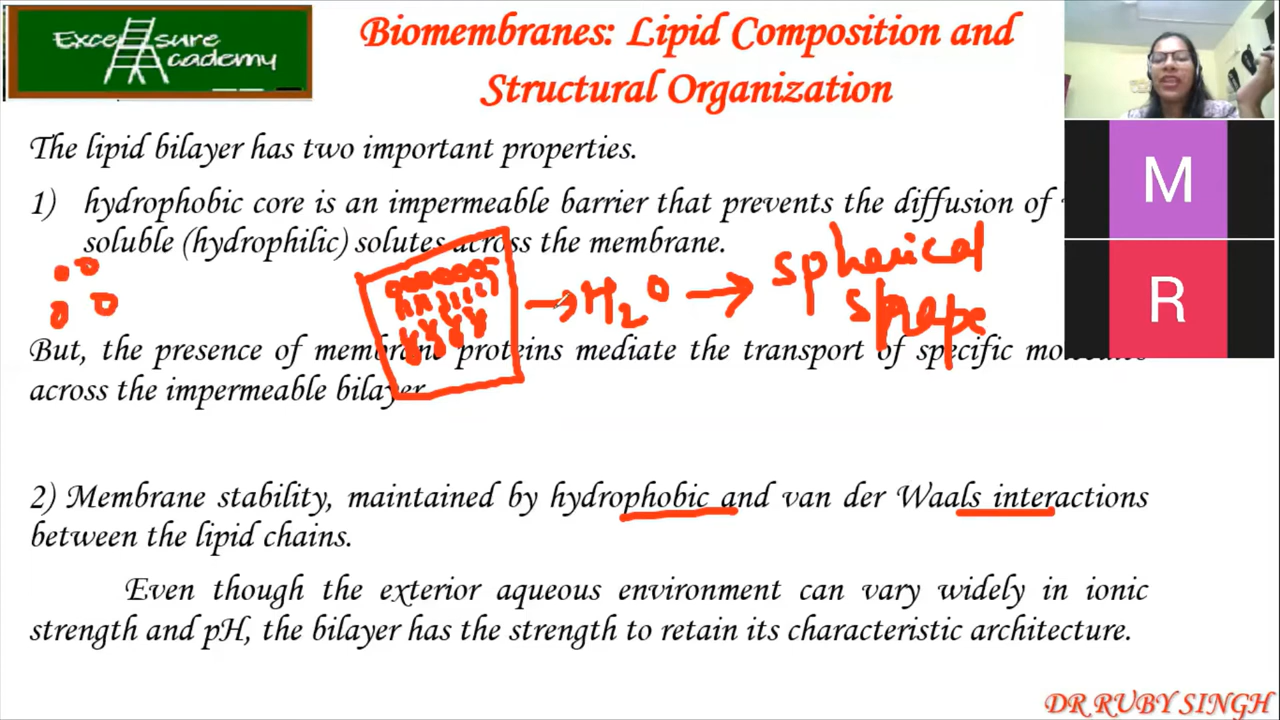 Excel sure
Academy
Biomembranes: Lipid Composition and
Structural Organization
The lipid bilayer has two important properties.
1) hydrophobic core is an impermeable barrier that prevents the diffusion of
soluble (hydrophilic) solutes across the membrane.
H2O
spherical
shape
But, the presence of membrane proteins mediate the transport of specific molecules
across the impermeable bilayer
2) Membrane stability, maintained by hydrophobic and van der Waals interactions
between the lipid chains.
Even though the exterior aqueous environment can vary widely in ionic
strength and pH, the bilayer has the strength to retain its characteristic architecture.
M
R
DR RUBY SINGH